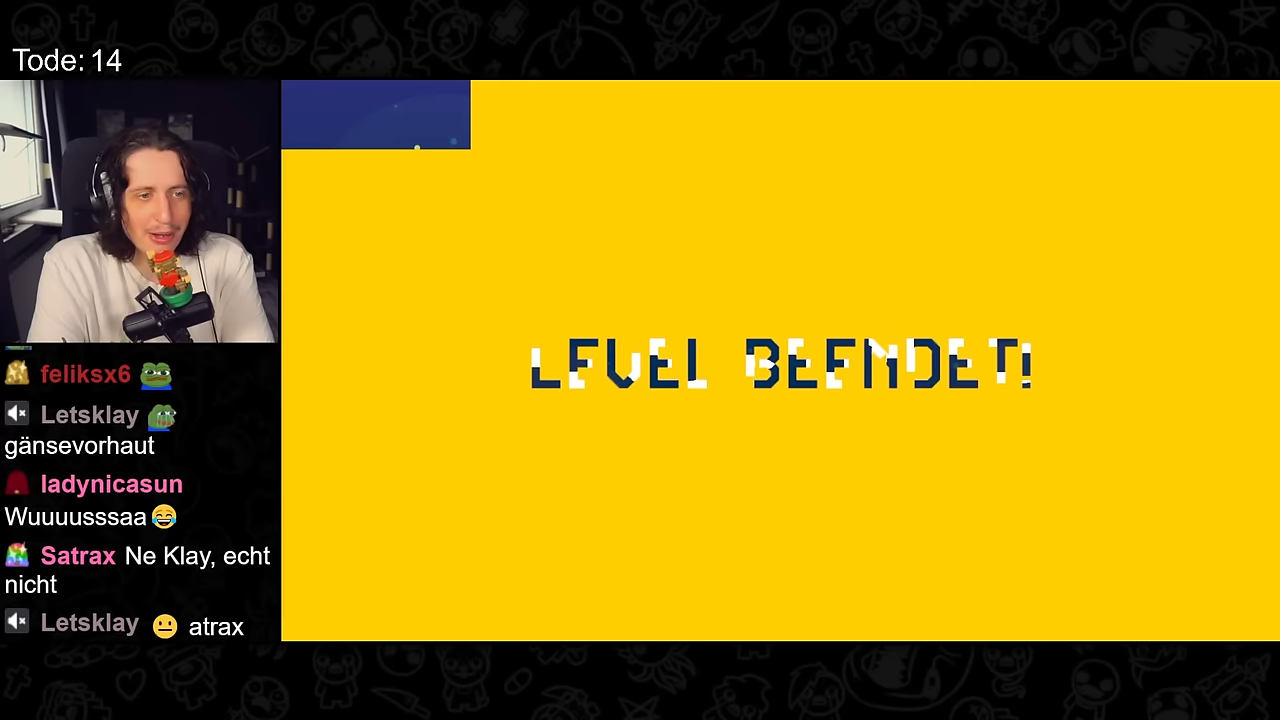 Tode: 14
LEVEL BEENDET!
feliksx6
Letsklay
gänsevorhaut
ladynicasun
Wuuuusssaa😂
Satrax Ne Klay, echt
nicht
Letsklay 😐 atrax